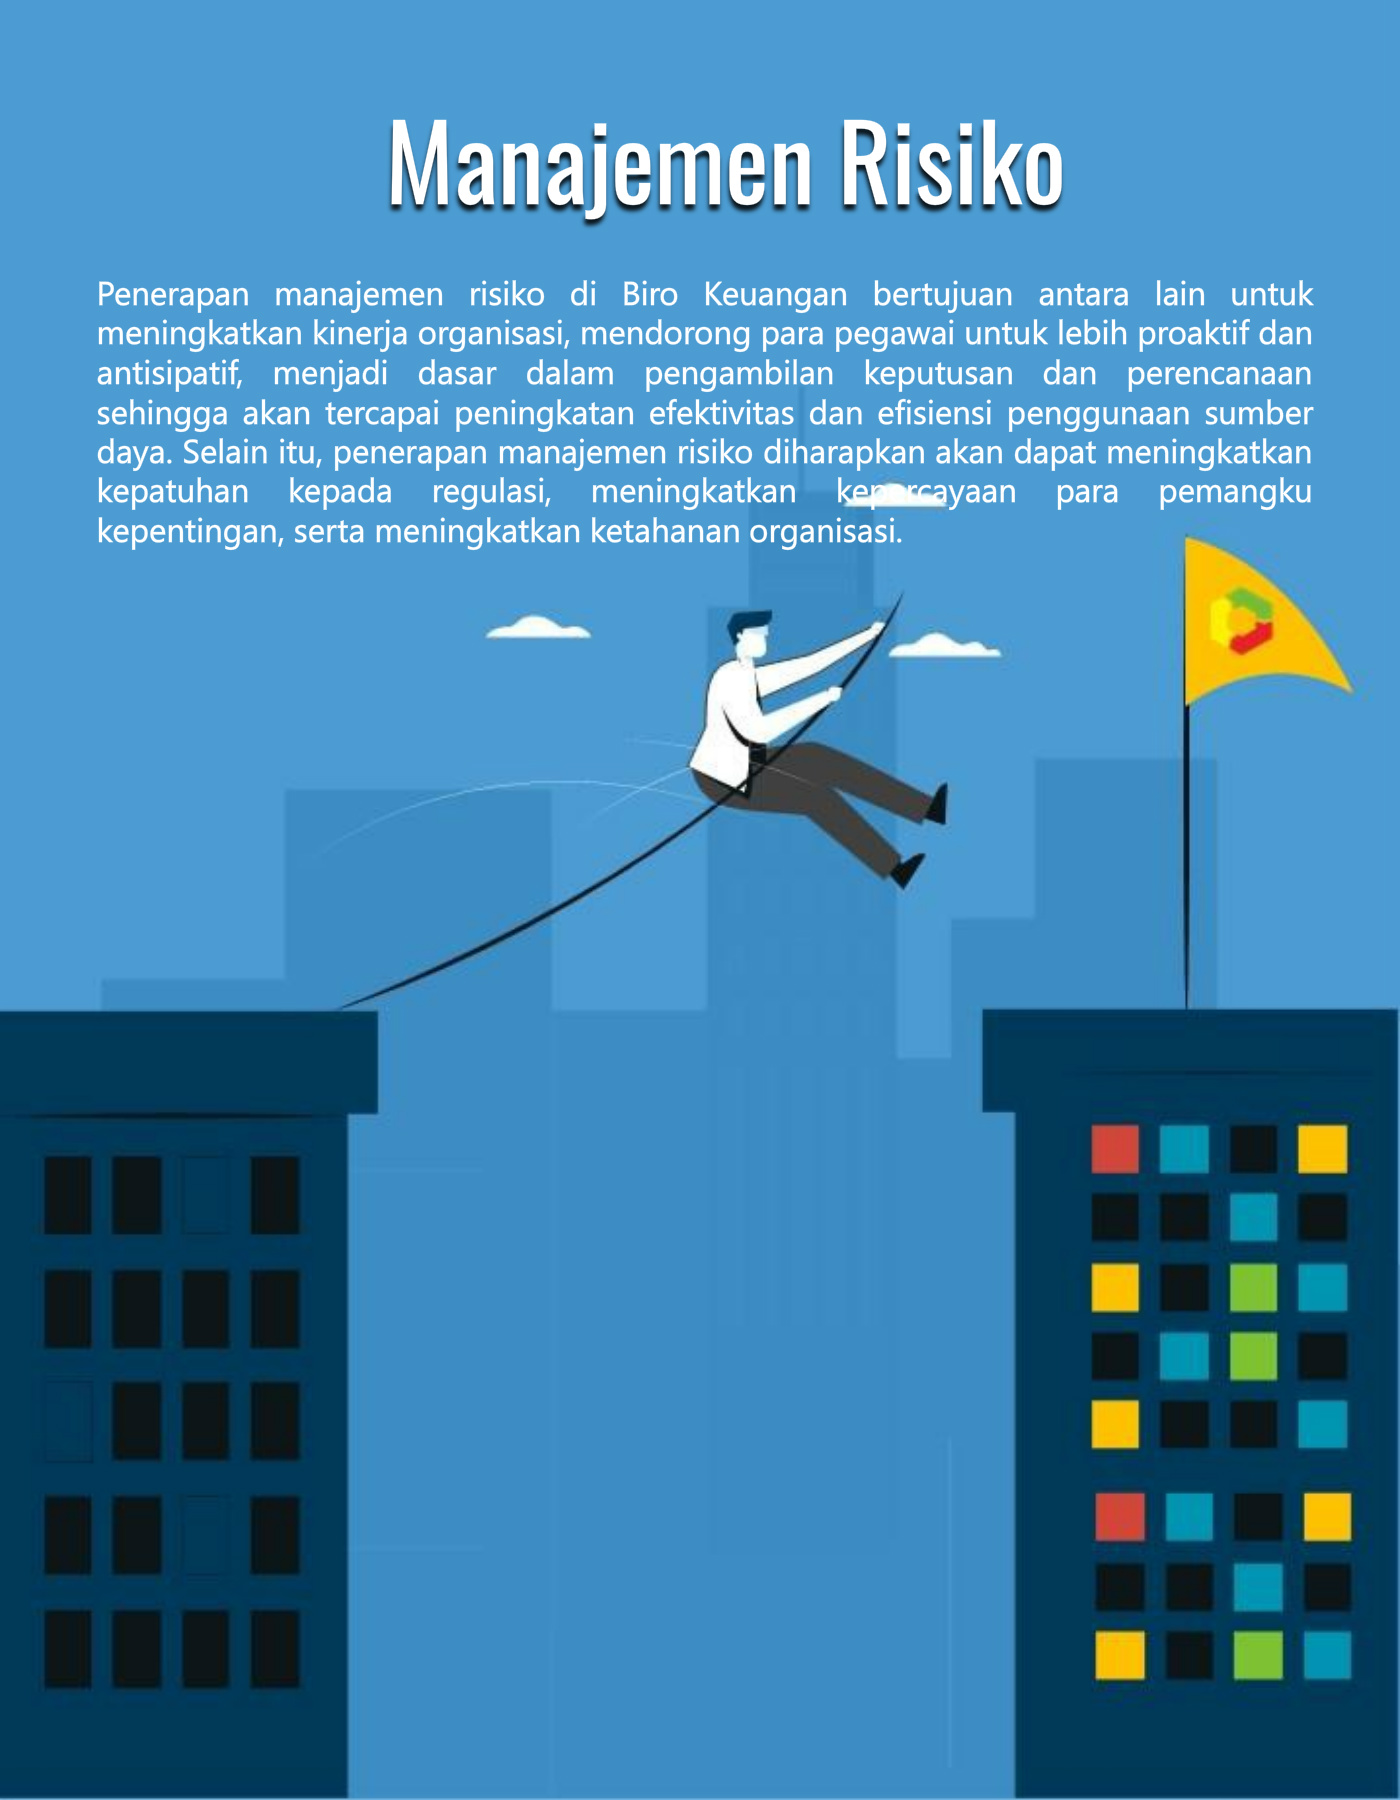 Manajemen Risiko
Penerapan manajemen risiko di Biro Keuangan bertujuan antara lain untuk
meningkatkan kinerja organisasi, mendorong para pegawai untuk lebih proaktif dan
antisipatif, menjadi dasar dalam pengambilan keputusan dan perencanaan
sehingga akan tercapai peningkatan efektivitas dan efisiensi penggunaan sumber
daya. Selain itu, penerapan manajemen risiko diharapkan akan dapat meningkatkan
kepatuhan kepada regulasi, meningkatkan kepercayaan para pemangku
kepentingan, serta meningkatkan ketahanan organisasi.